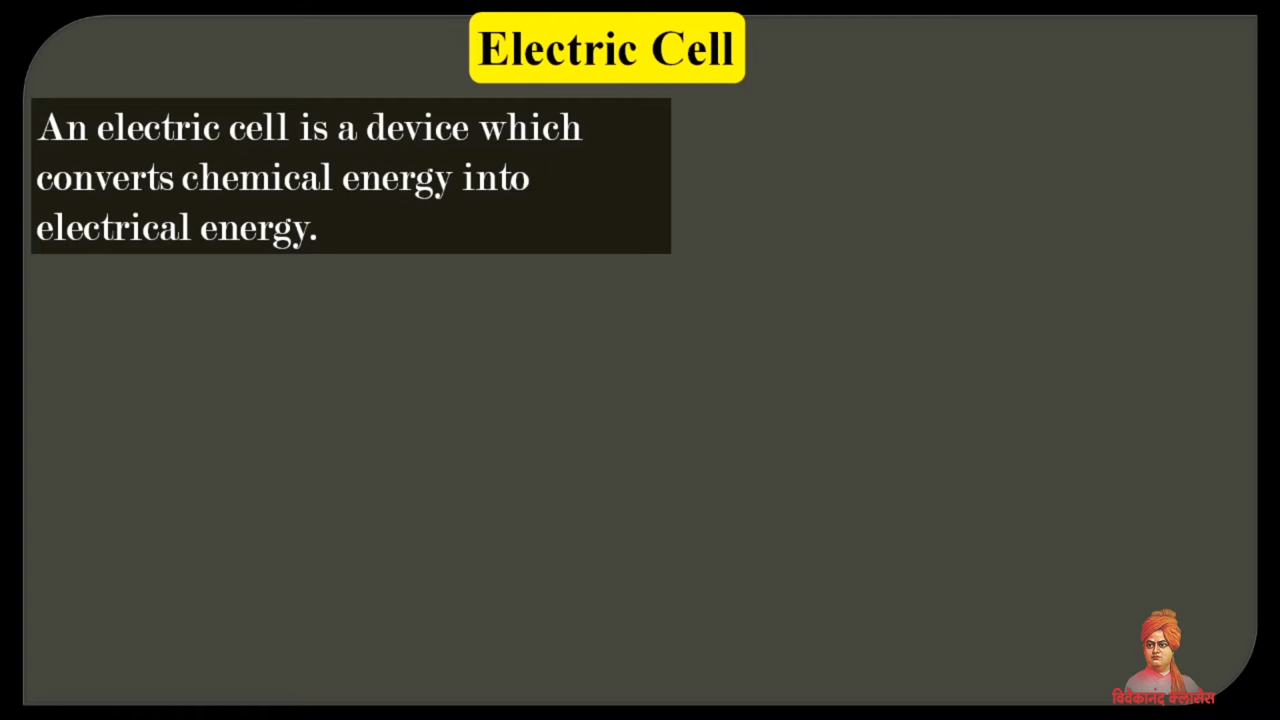 Electric Cell
An electric cell is a device which
converts chemical energy into
electrical energy.
विवेकानंद क्लासेस